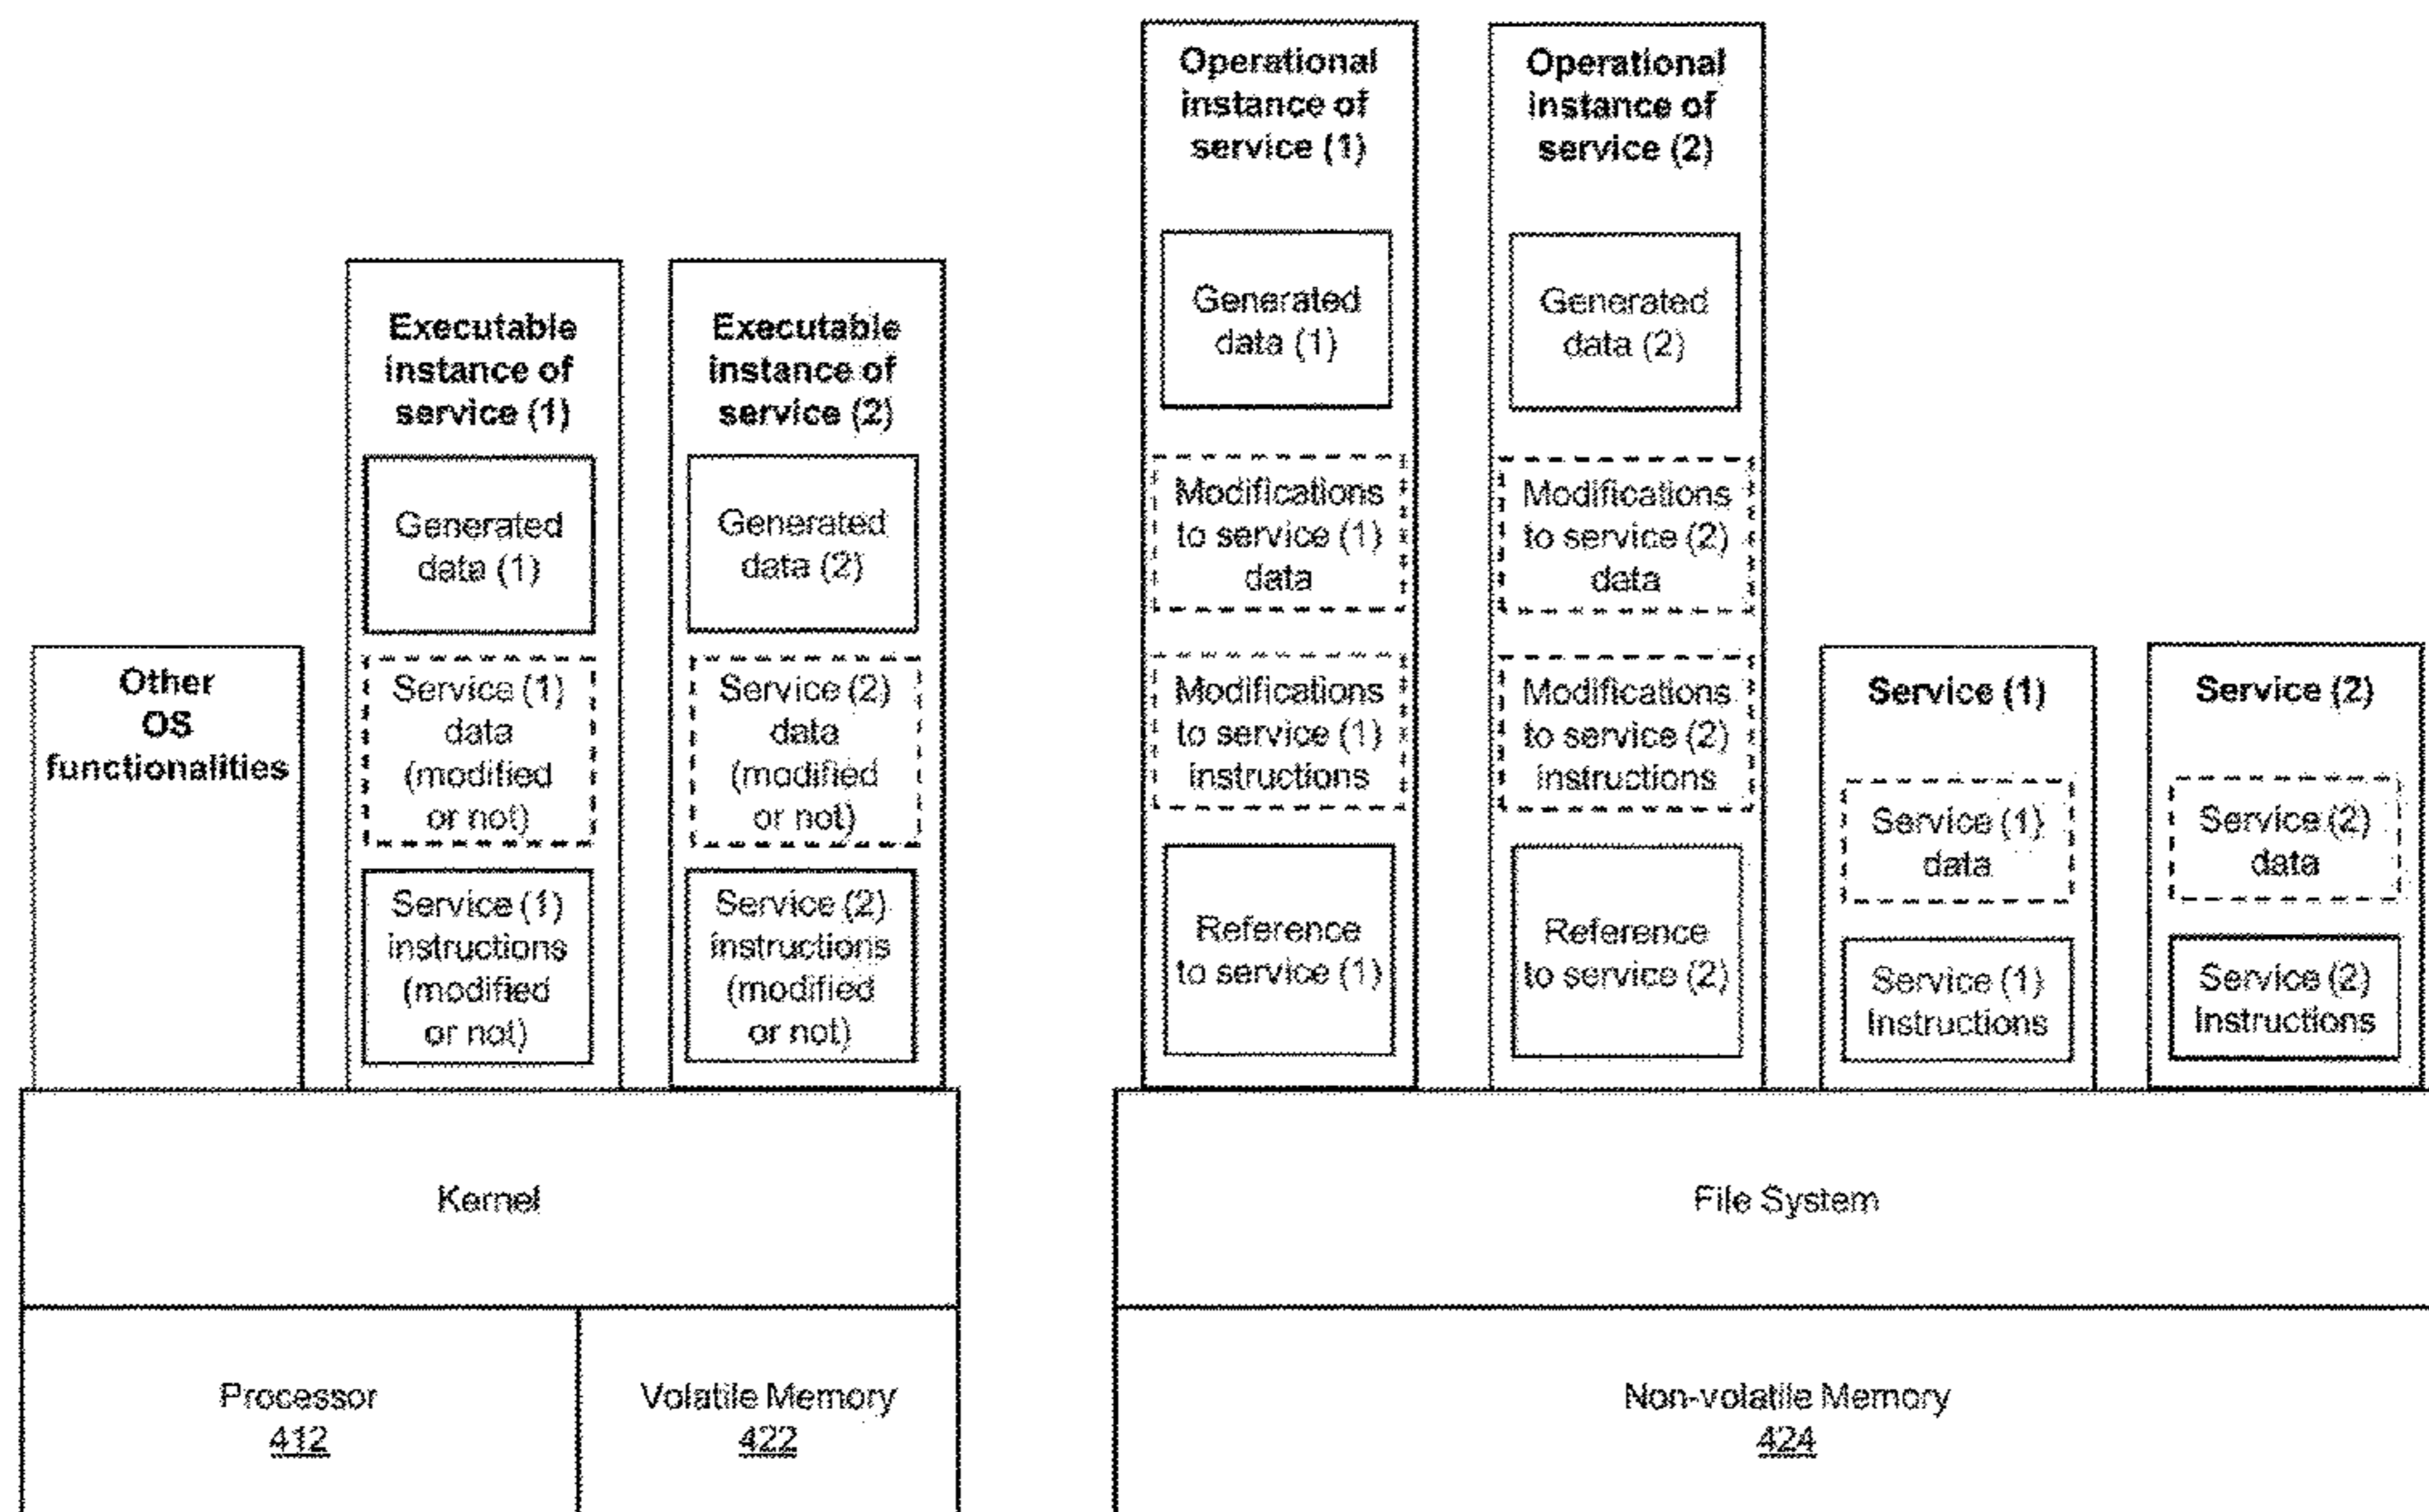 Other
OS
functionalities
Executable
instance of
service (1)
Generated
data (1)
Service (1)
data
(modified
or not)
Service (1)
instructions
(modified
or not)
Executable
instance of
service (2)
Generated
data (2)
Service (2)
data
(modified
or not)
Service (2)
instructions
(modified
or not)
Kernel
Processor
412
Volatile Memory
422
Operational
instance of
service (1)
Generated
data (1)
Modifications
to service (1)
data
Modifications
to service (1)
instructions
Reference
to service (1)
Operational
instance of
service (2)
Generated
data (2)
Modifications
to service (2)
data
Modifications
to service (2)
instructions
Reference
to service (2)
Service (1)
Service (1)
data
Service (1)
Instructions
Service (2)
Service (2)
data
Service (2)
Instructions
File System
Non-volatile Memory
424